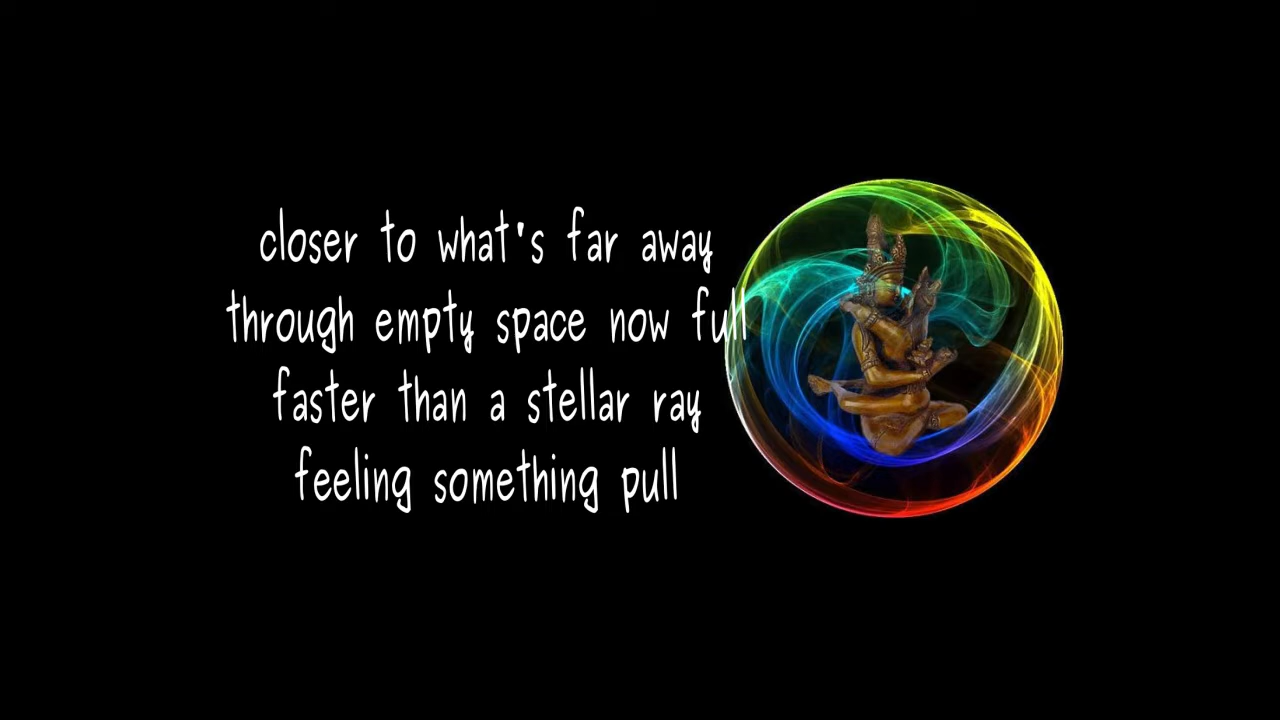 closer to what's far away
through empty space now full
faster than a stellar ray
feeling something pull